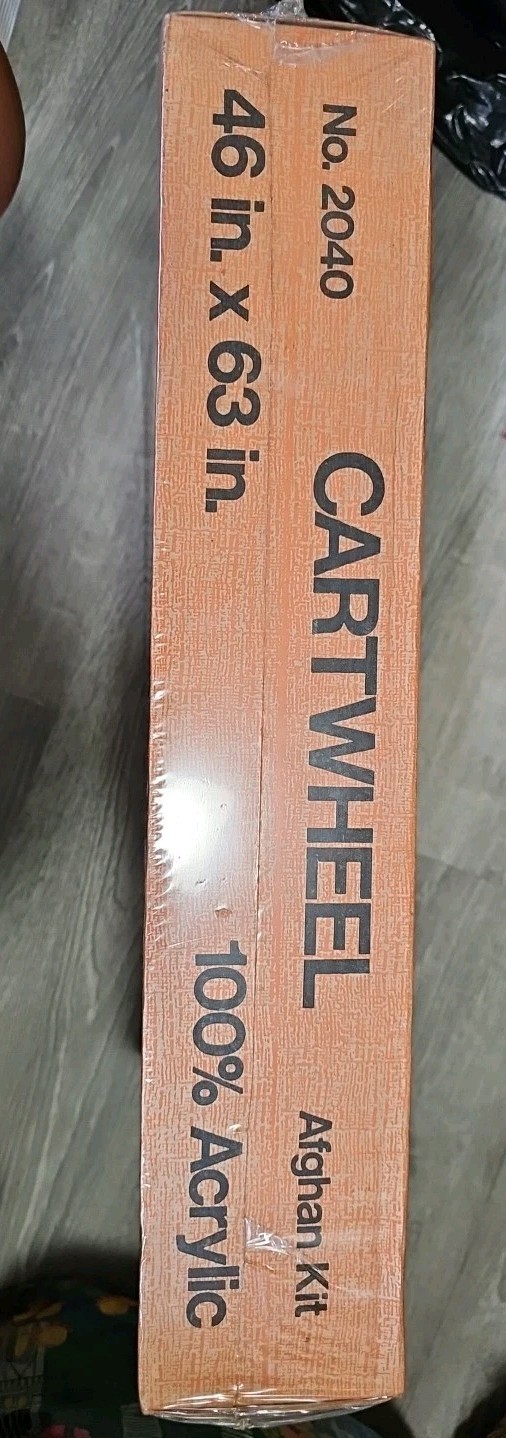 No. 2040 CARTWHEEL Afghan Kit
46 in. x 63 in. 100% Acrylic